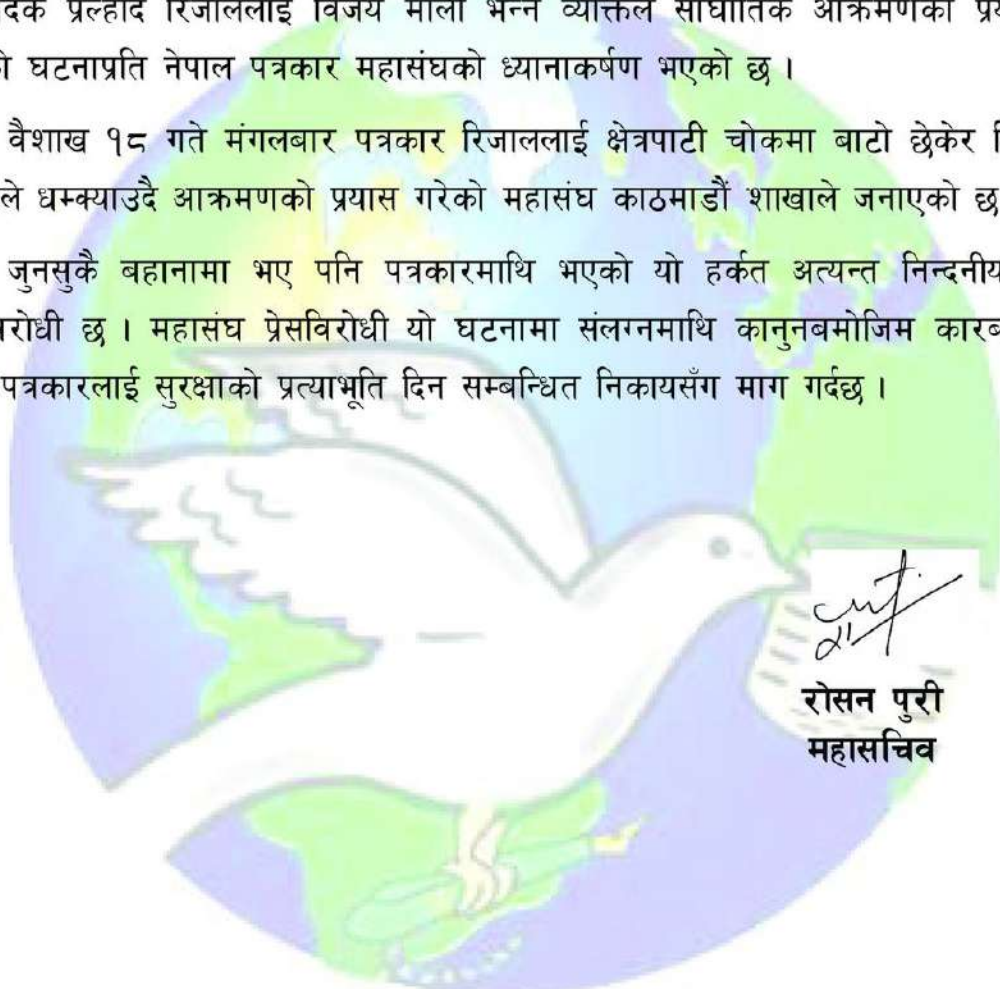 प्रल्हाद रिजाललाई विजय माली भन्ने व्यक्तिले सांघातिक आक्रमणको
घटनाप्रति नेपाल पत्रकार महासंघको ध्यानाकर्षण भएको छ ।
वैशाख १८ गते मंगलबार पत्रकार रिजाललाई क्षेत्रपाटी चोकमा बाटो छेकेर
धम्क्याउदै आक्रमणको प्रयास गरेको महासंघ काठमाडौं शाखाले जनाएको छ
जुनसुकै बहानामा भए पनि पत्रकारमाथि भएको यो हर्कत अत्यन्त निन्दनीय
छ । महासंघ प्रेसविरोधी यो घटनामा संलग्नमाथि कानुनबमोजिम
पत्रकारलाई सुरक्षाको प्रत्याभूति दिन सम्बन्धित निकायसँग माग गर्दछ ।
रोसन पुरी
महासचिव